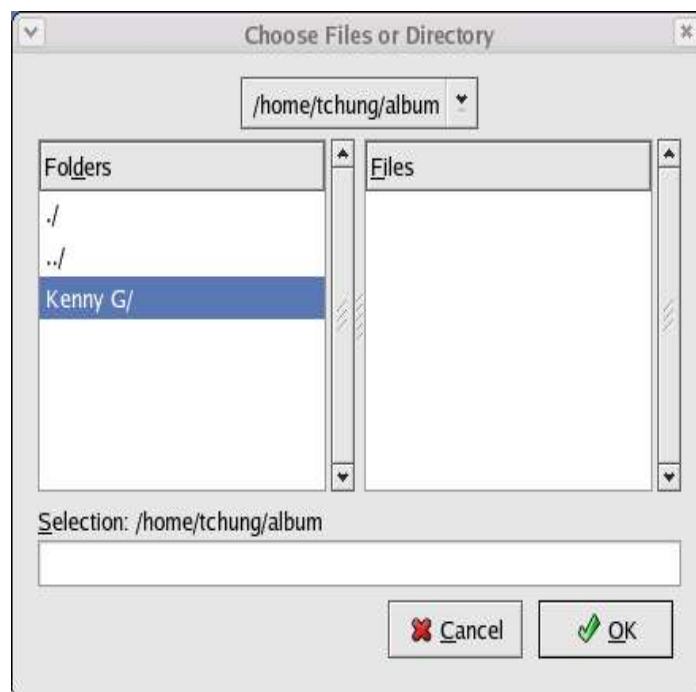 Choose Files or Directory
/home/tchung/album
Folders
Files
./
../
Kenny G/
Selection: /home/tchung/album
Cancel
OK